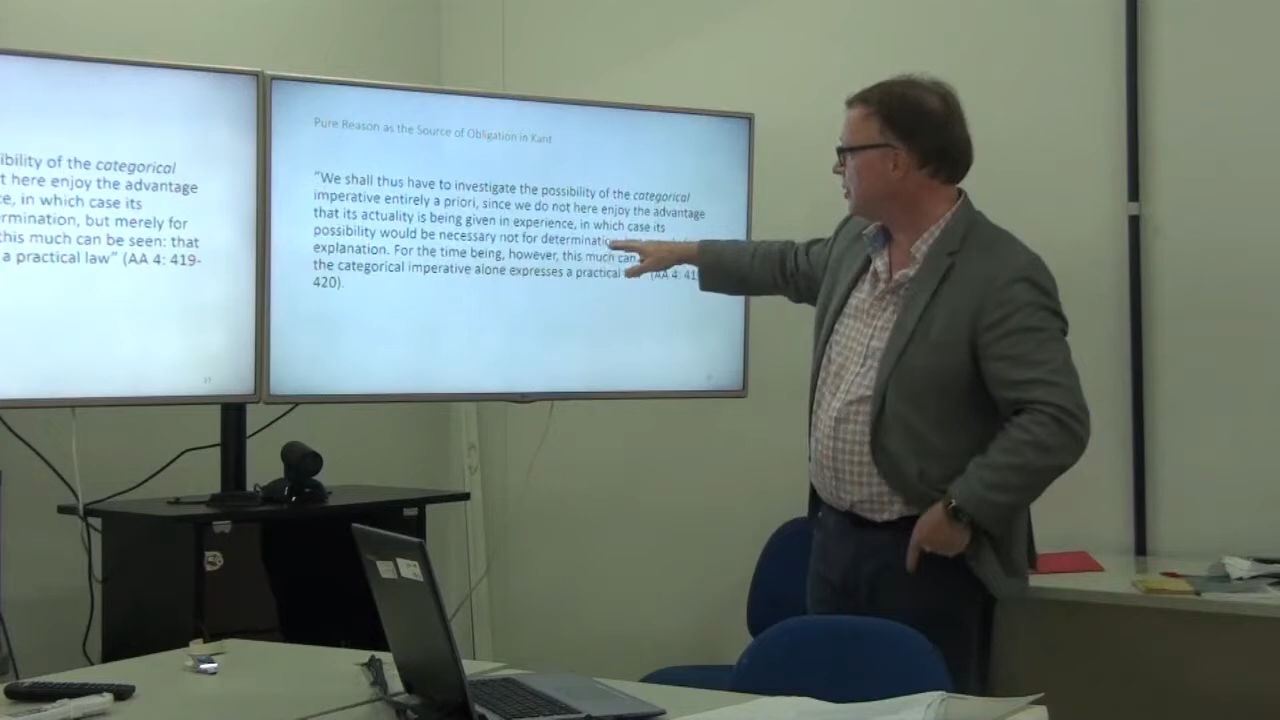 ibility of the categorical
t here enjoy the advantage
e, in which case its
ermination, but merely for
this much can be seen: that
a practical law” (AA 4: 419-
Pure Reason as the Source of Obligation in Kant
“We shall thus have to investigate the possibility of the categorical
imperative entirely a priori, since we do not here enjoy the advantage
that its actuality is being given in experience, in which case its
possibility would be necessary not for determination
explanation. For the time being, however, this much can
the categorical imperative alone expresses a practical (AA 4: 41
420).